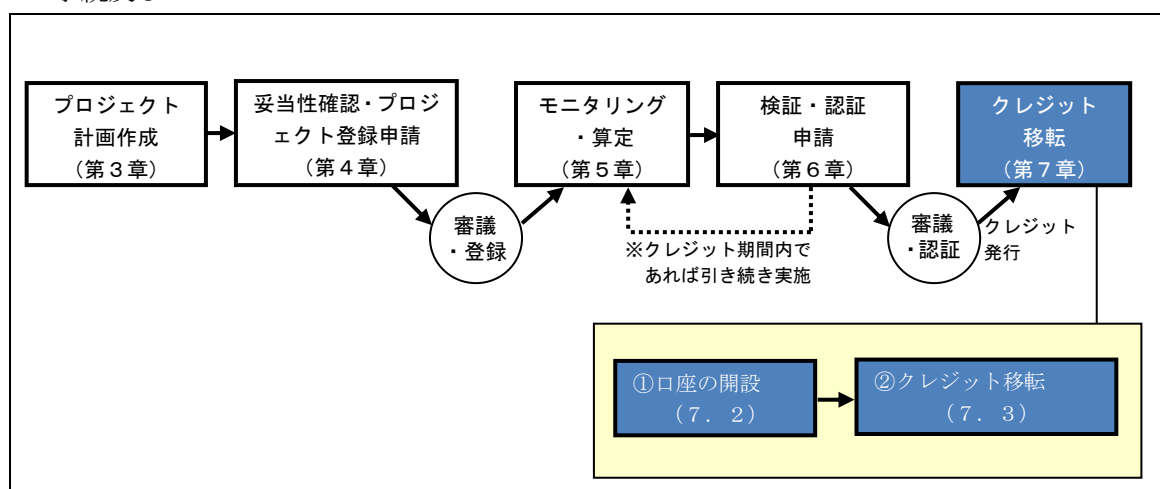 プロジェクト
計画作成
（第３章）
妥当性確認・プロジ
ェクト登録申請
（第４章）
審議
・登録
モニタリング
・算定
（第５章）
検証・認証
申請
（第６章）
※クレジット期間内で
あれば引き続き実施
審議
・認証
クレジット
発行
クレジット
移転
（第７章）
①口座の開設
（７．２）
②クレジット移転
（７．３）